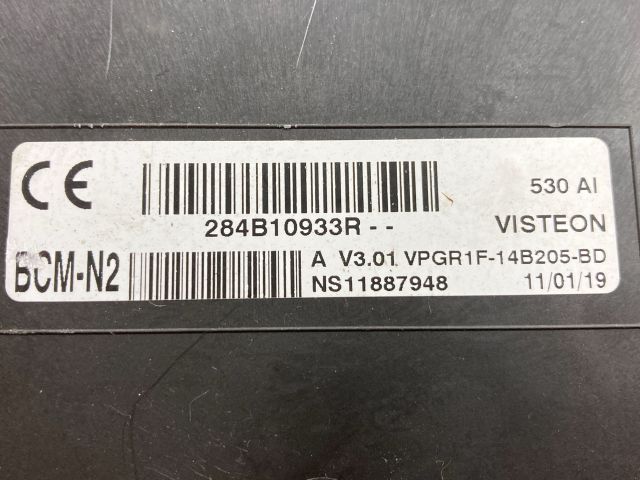 CE
530 AI
284B10933R - -
VISTEON
BCM-N2
A V3.01 VPGR1F-14B205-BD
NS11887948
11/01/19